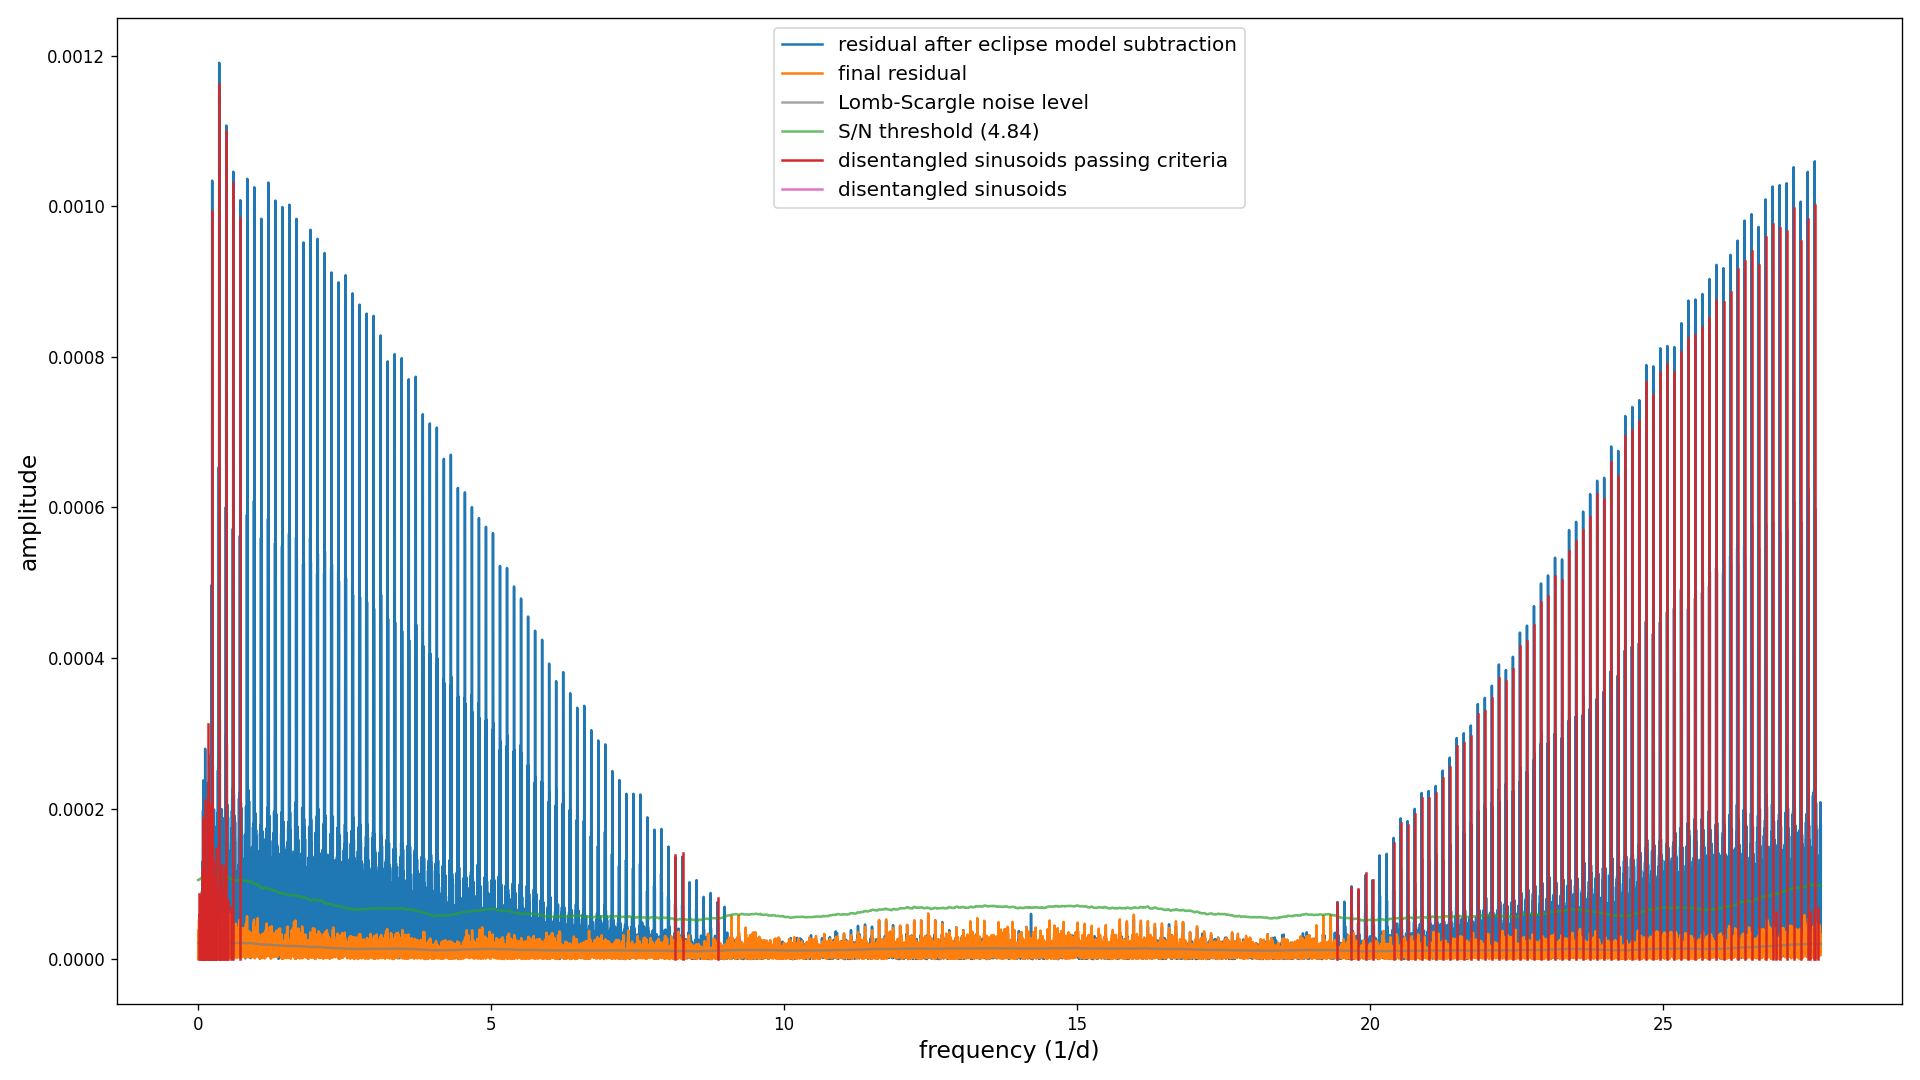 residual after eclipse model subtraction
final residual
Lomb-Scargle noise level
S/N threshold (4.84)
disentangled sinusoids passing criteria
disentangled sinusoids
amplitude
0.0012
0.0010
0.0008
0.0006
0.0004
0.0002
0.0000
0 5 10 15 20 25
frequency (1/d)